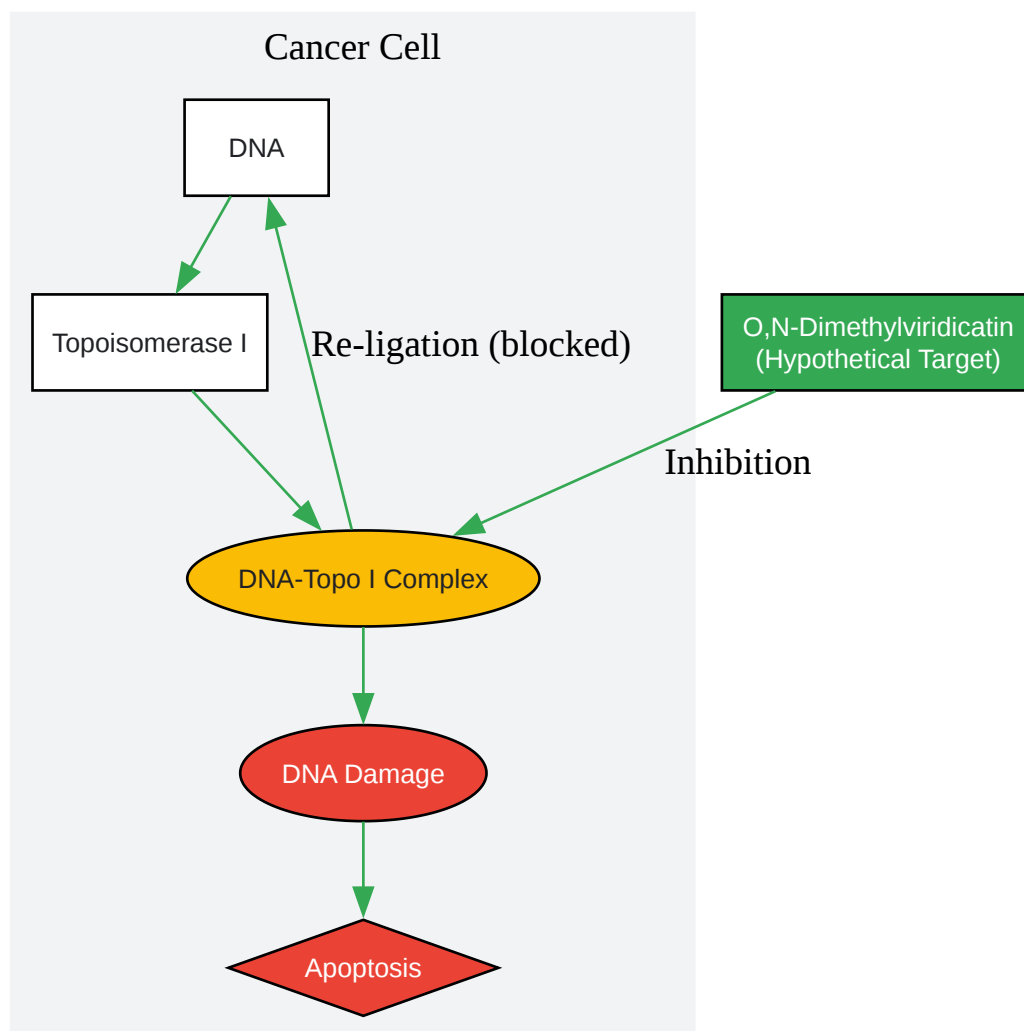 Cancer Cell
DNA
Topoisomerase I
Re-ligation (blocked)
O,N-Dimethylviridicatin
(Hypothetical Target)
Inhibition
DNA-Topo I Complex
DNA Damage
Apoptosis